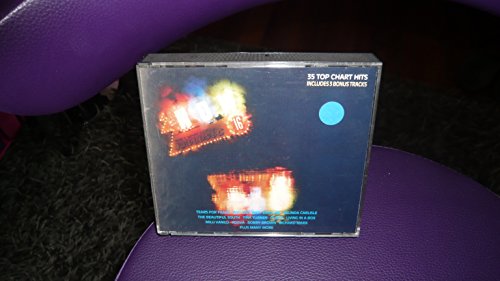 35 TOP CHART HITS
INCLUDES 5 BONUS TRACKS
16
TEARS FOR FEARS BELINDA CARLISLE
THE BEAUTIFUL SOUTH TINA TURNER LIVING IN A BOX
MILLI VANILLI BOBBY BROWN RICHARD MARX
PLUS MANY MORE